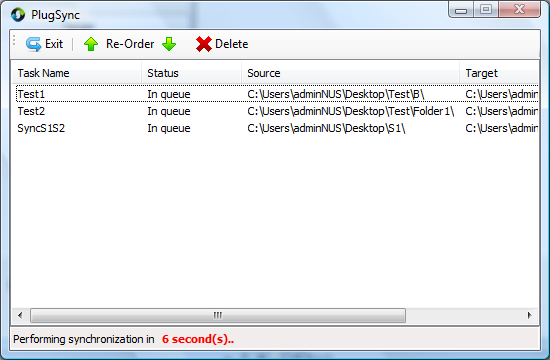 PlugSync
Exit Re-Order Delete
Task Name Status Source Target
Test1 In queue C:\Users\adminNUS\Desktop\Test\B\ C:\Users\admin
Test2 In queue C:\Users\adminNUS\Desktop\Test\Folder1\ C:\Users\admin
SyncS1S2 In queue C:\Users\adminNUS\Desktop\S1\ C:\Users\admin
Performing synchronization in 6 second(s)..